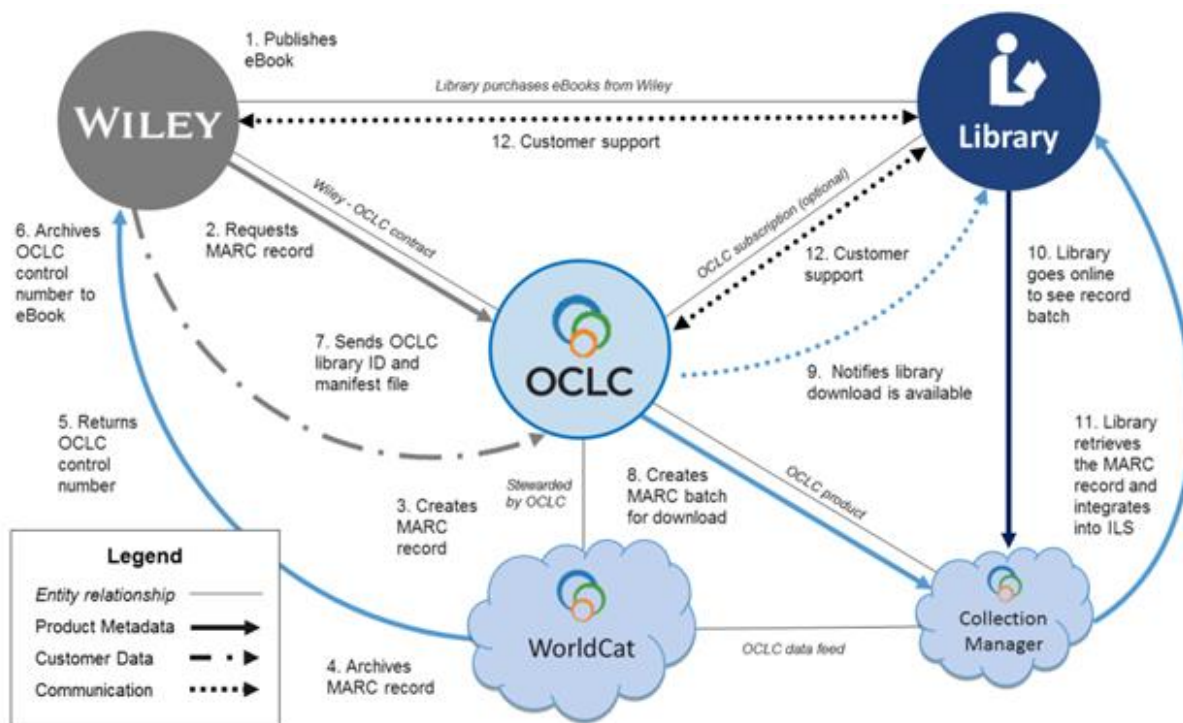 1. Publishes
eBook
Library purchases eBooks from Wiley
WILEY
12. Customer support
Library
Wiley - OCLC contract
OCLC subscription (optional)
6. Archives
OCLC
control
number to
eBook
2. Requests
MARC record
12. Customer
support
10. Library
goes online
to see record
batch
7. Sends OCLC
library ID and
manifest file
OCLC
9. Notifies library
download is available
5. Returns
OCLC
control
number
11. Library
retrieves
the MARC
record and
integrates
into ILS
Stewarded
by OCLC
8. Creates
MARC batch
for download
OCLC product
3. Creates
MARC
record
Legend
Entity relationship
Product Metadata
Customer Data
Communication
WorldCat
Collection
Manager
OCLC data feed
4. Archives
MARC record